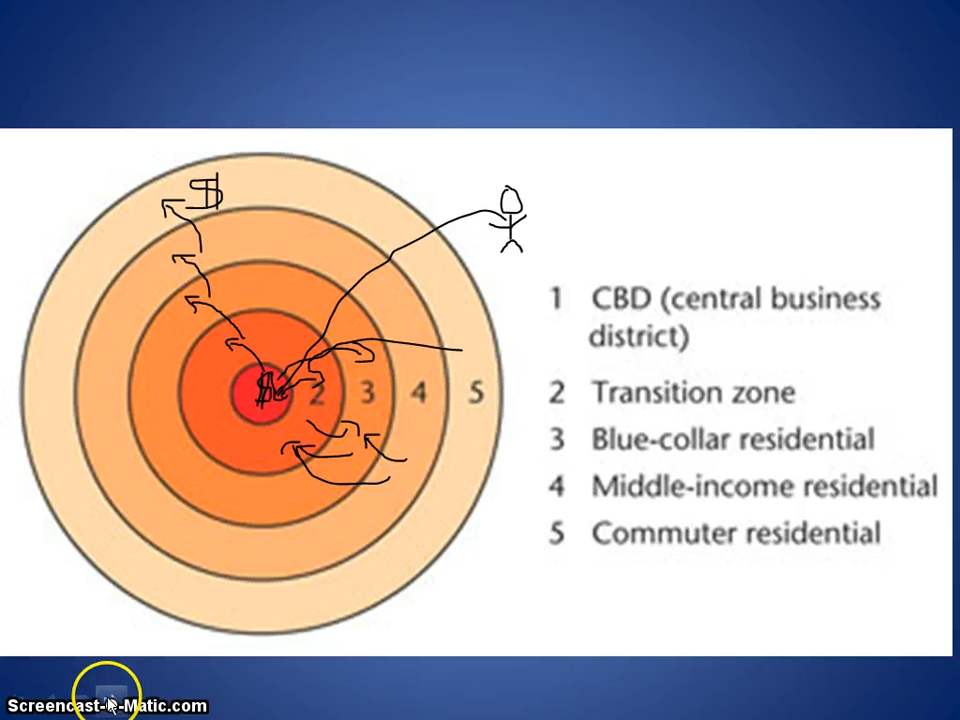 $
$
2 3 4 5
1 CBD (central business
district)
2 Transition zone
3 Blue-collar residential
4 Middle-income residential
5 Commuter residential
Screencast-O-Matic.com